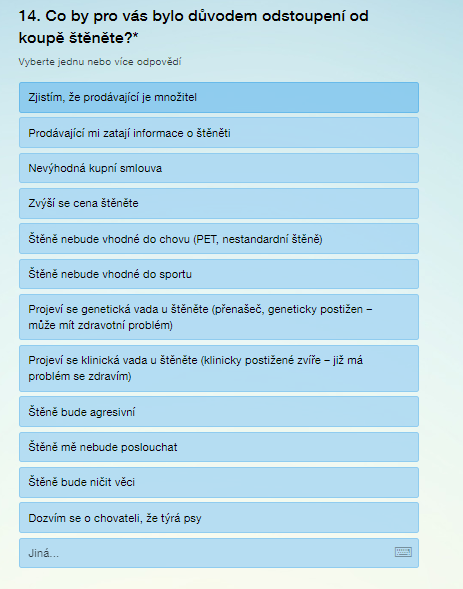 14. Co by pro vás bylo důvodem odstoupení od
koupě štěněte?*
Vyberte jednu nebo více odpovědí
Zjistím, že prodávající je množitel
Prodávající mi zatají informace o štěněti
Nevýhodná kupní smlouva
Zvýší se cena štěněte
Štěně nebude vhodné do chovu (PET, nestandardní štěně)
Štěně nebude vhodné do sportu
Projeví se genetická vada u štěněte (přenašeč, geneticky postižen –
může mít zdravotní problém)
Projeví se klinická vada u štěněte (klinicky postižené zvíře – již má
problém se zdravím)
Štěně bude agresivní
Štěně mě nebude poslouchat
Štěně bude ničit věci
Dozvím se o chovateli, že týrá psy
Jiná...